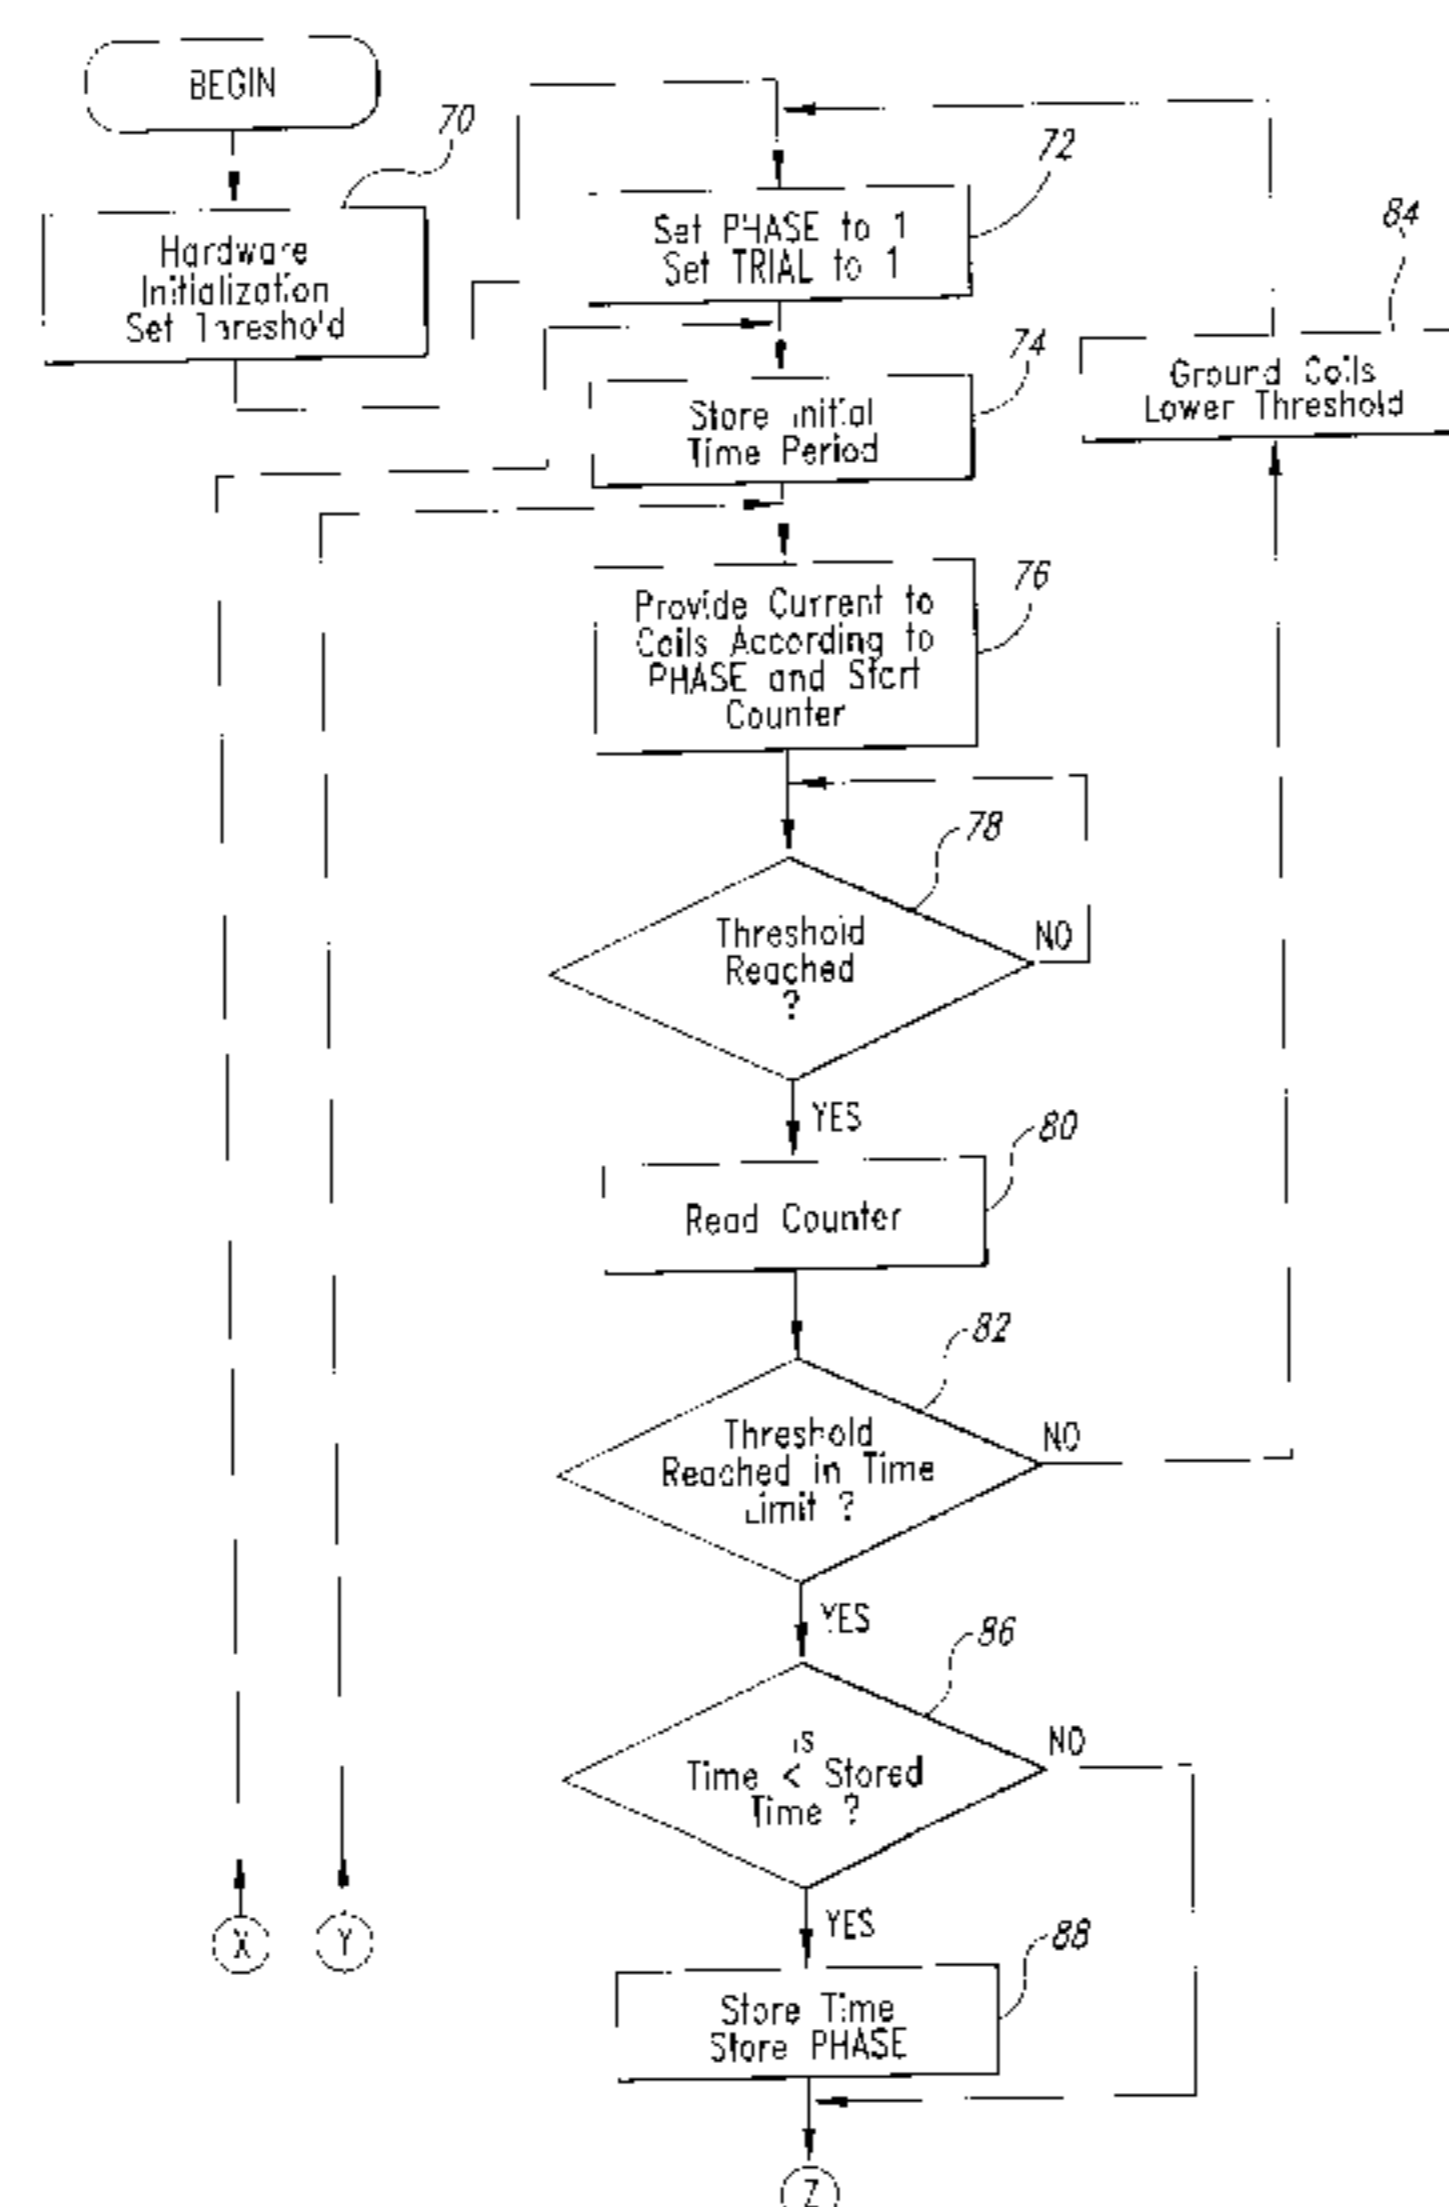 BEGIN
70
Hardware
Initialization
Set Threshold
72
Set PHASE to 1
Set TRIAL to 1
84
Ground Coils
Lower Threshold
74
Store Initial
Time Period
76
Provide Current to
Coils According to
PHASE and Start
Counter
78
Threshold
Reached
?
NO
YES
80
Read Counter
82
Threshold
Reached in Time
Limit ?
NO
YES
86
Is
Time < Stored
Time ?
NO
YES
X
Y
88
Store Time
Store PHASE
Z